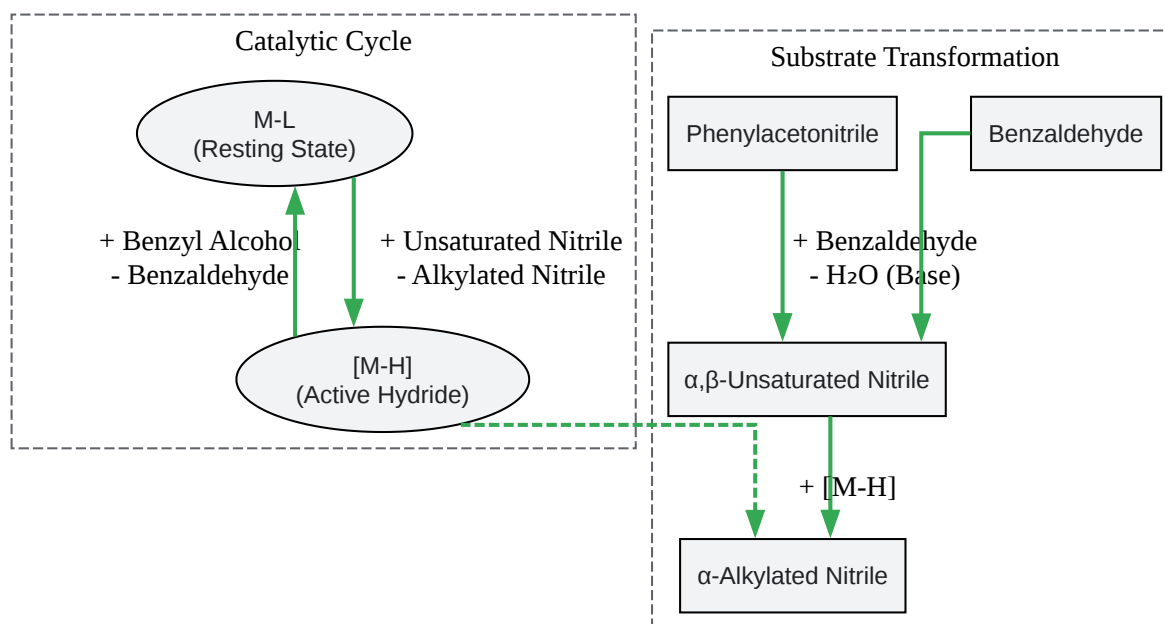 Catalytic Cycle
M-L
(Resting State)
+ Benzyl Alcohol
- Benzaldehyde
+ Unsaturated Nitrile
- Alkylated Nitrile
[M-H]
(Active Hydride)
Substrate Transformation
Phenylacetonitrile
Benzaldehyde
+ Benzaldehyde
- H₂O (Base)
α,β-Unsaturated Nitrile
+ [M-H]
α-Alkylated Nitrile